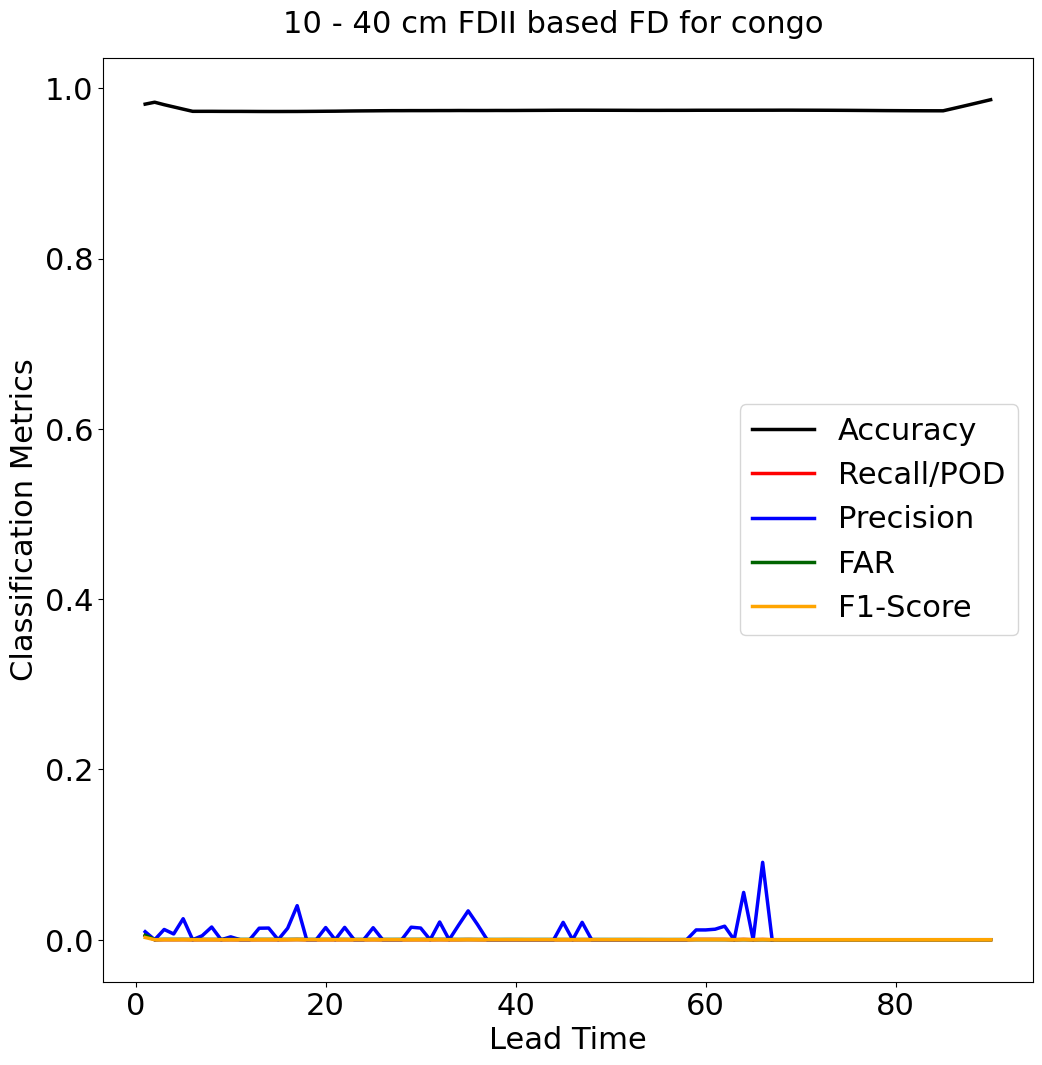 10 - 40 cm FDII based FD for congo
1.0
0.8
0.6
0.4
0.2
0.0
Classification Metrics
Accuracy
Recall/POD
Precision
FAR
F1-Score
0 20 40 60 80
Lead Time